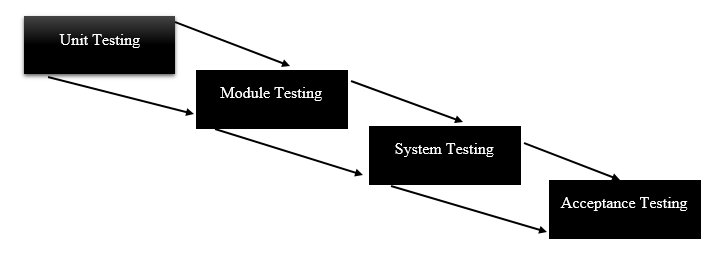 Unit Testing
Module Testing
System Testing
Acceptance Testing